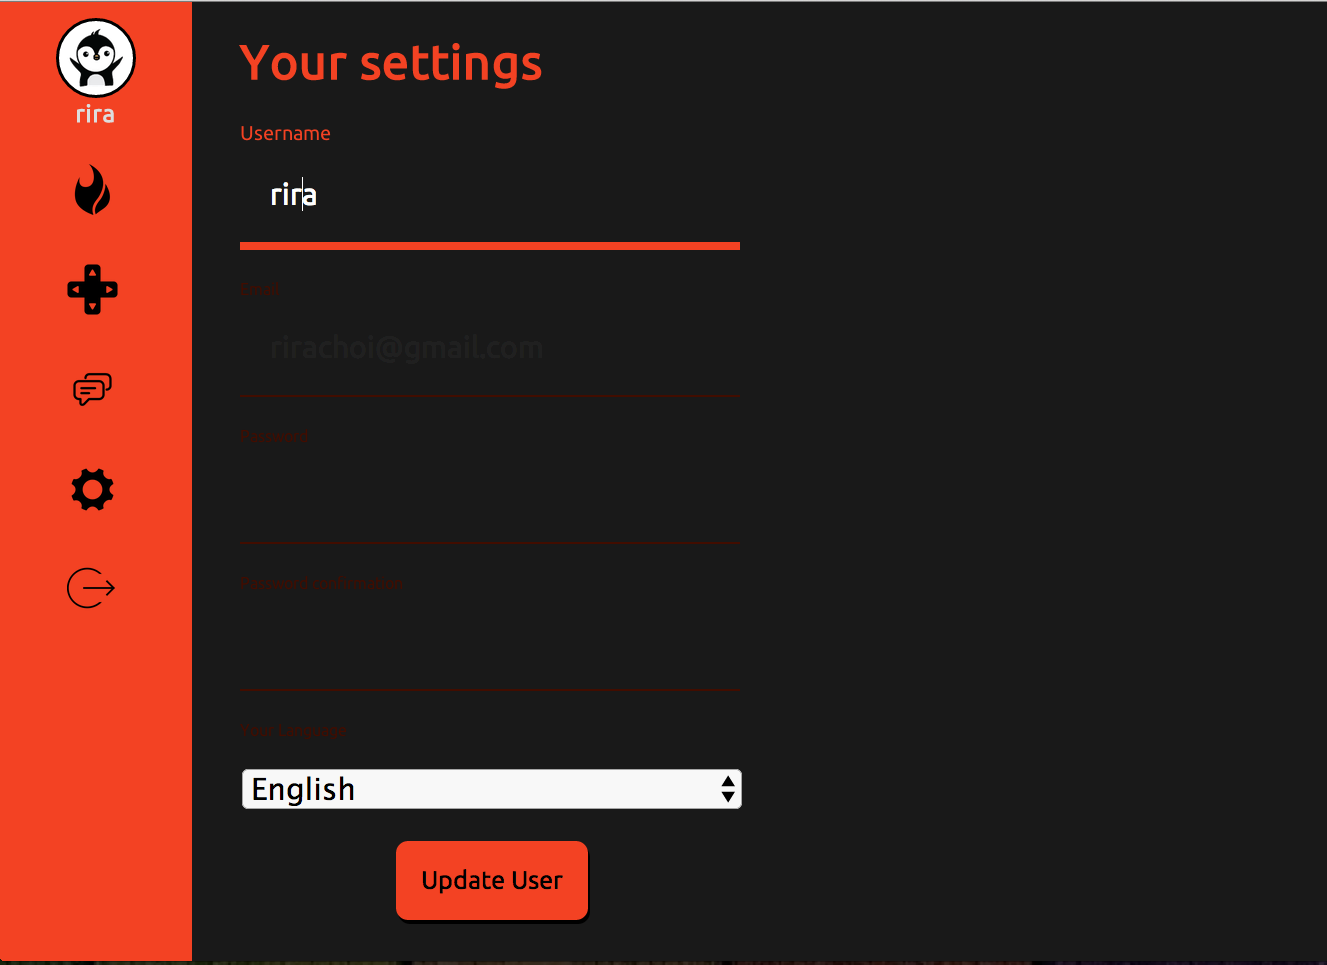 rira
Your settings
Username
rira
Email
rirachoi@gmail.com
Password
Password confirmation
Your Language
English
Update User